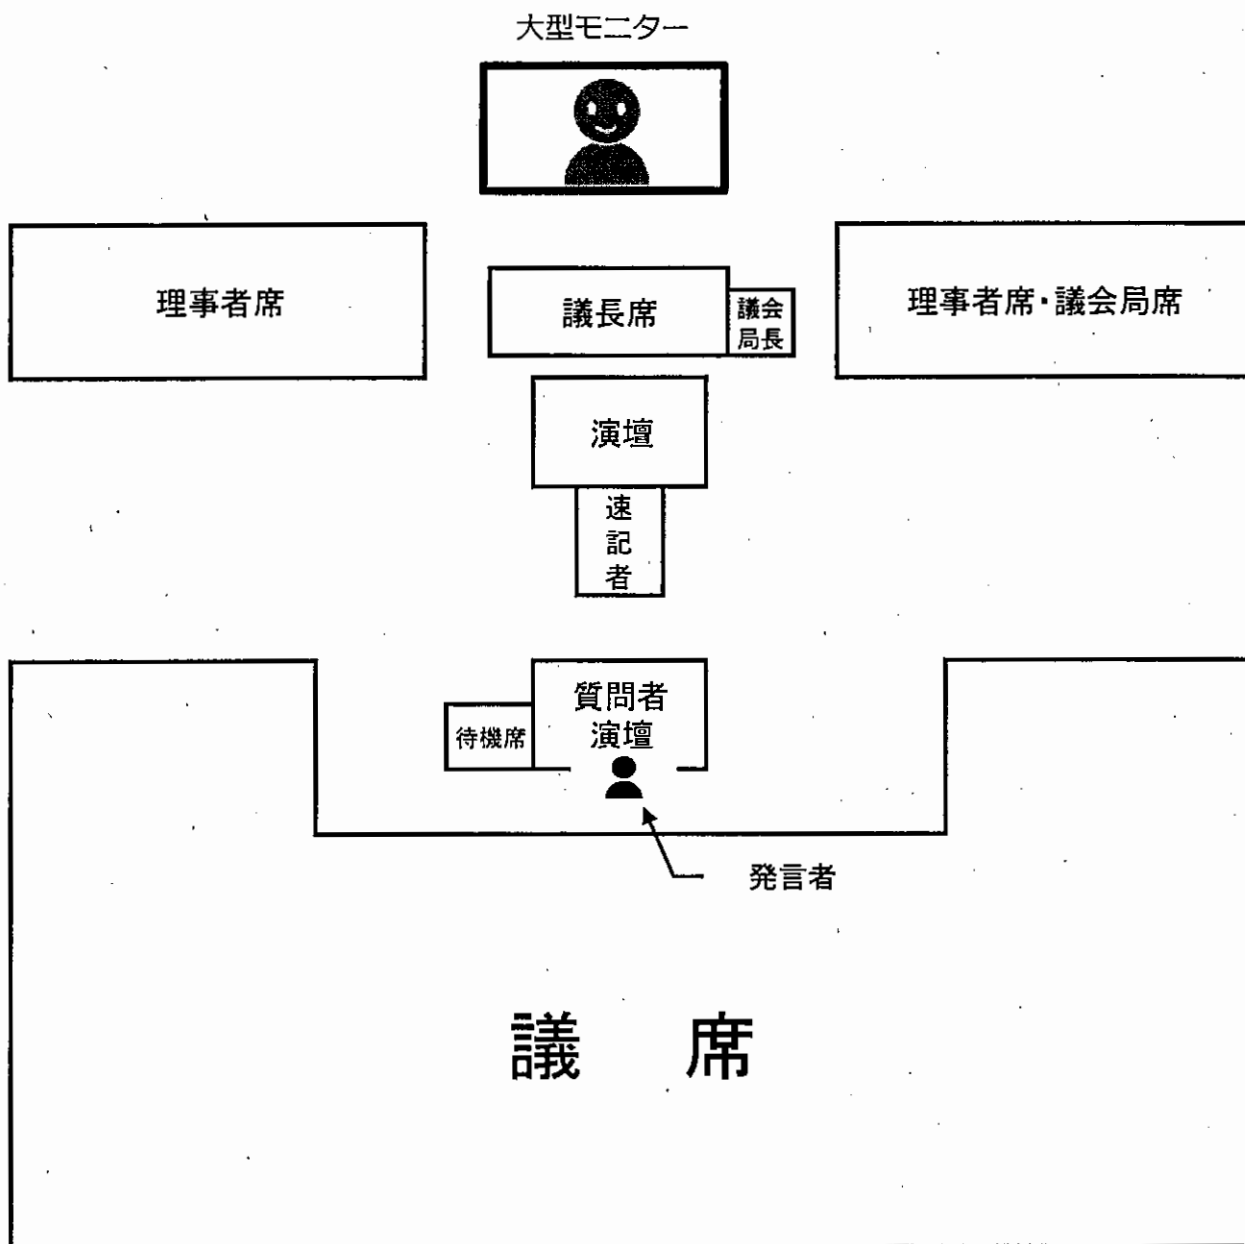 大型モニター
理事者席
議長席
議会
局長
理事者席・議会局席
演壇
速
記
者
質問者
演壇
待機席
発言者
議　席